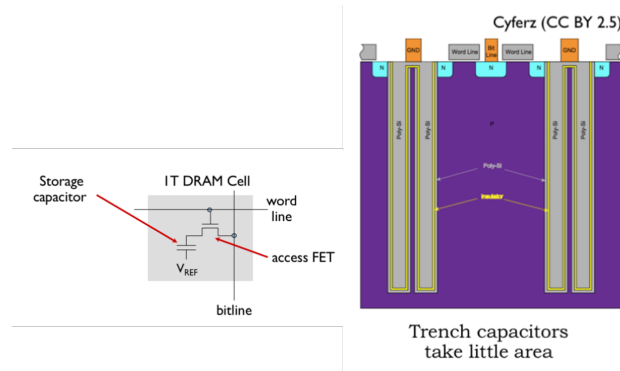 Cyferz (CC BY 2.5)
GND
Word Line
Bit
Line
Word Line
GND
N
N
N
N
N
Poly-Si
Poly-Si
P
Poly-Si
Poly-Si
Poly-Si
Insulator
1T DRAM Cell
Storage
capacitor
word
line
access FET
VREF
bitline
Trench capacitors
take little area